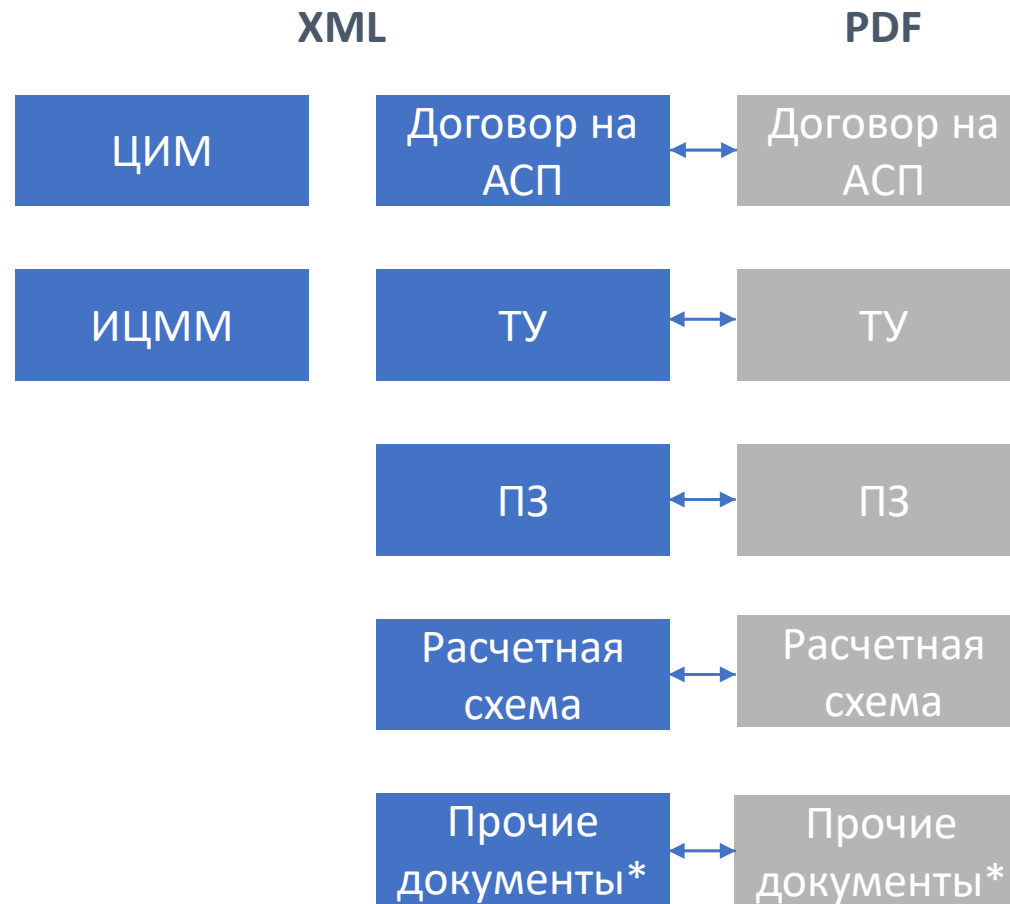 XML
PDF
ЦИМ
Договор на
АСП
Договор на
АСП
ИЦММ
ТУ
ТУ
ПЗ
ПЗ
Расчетная
схема
Расчетная
схема
Прочие
документы*
Прочие
документы*